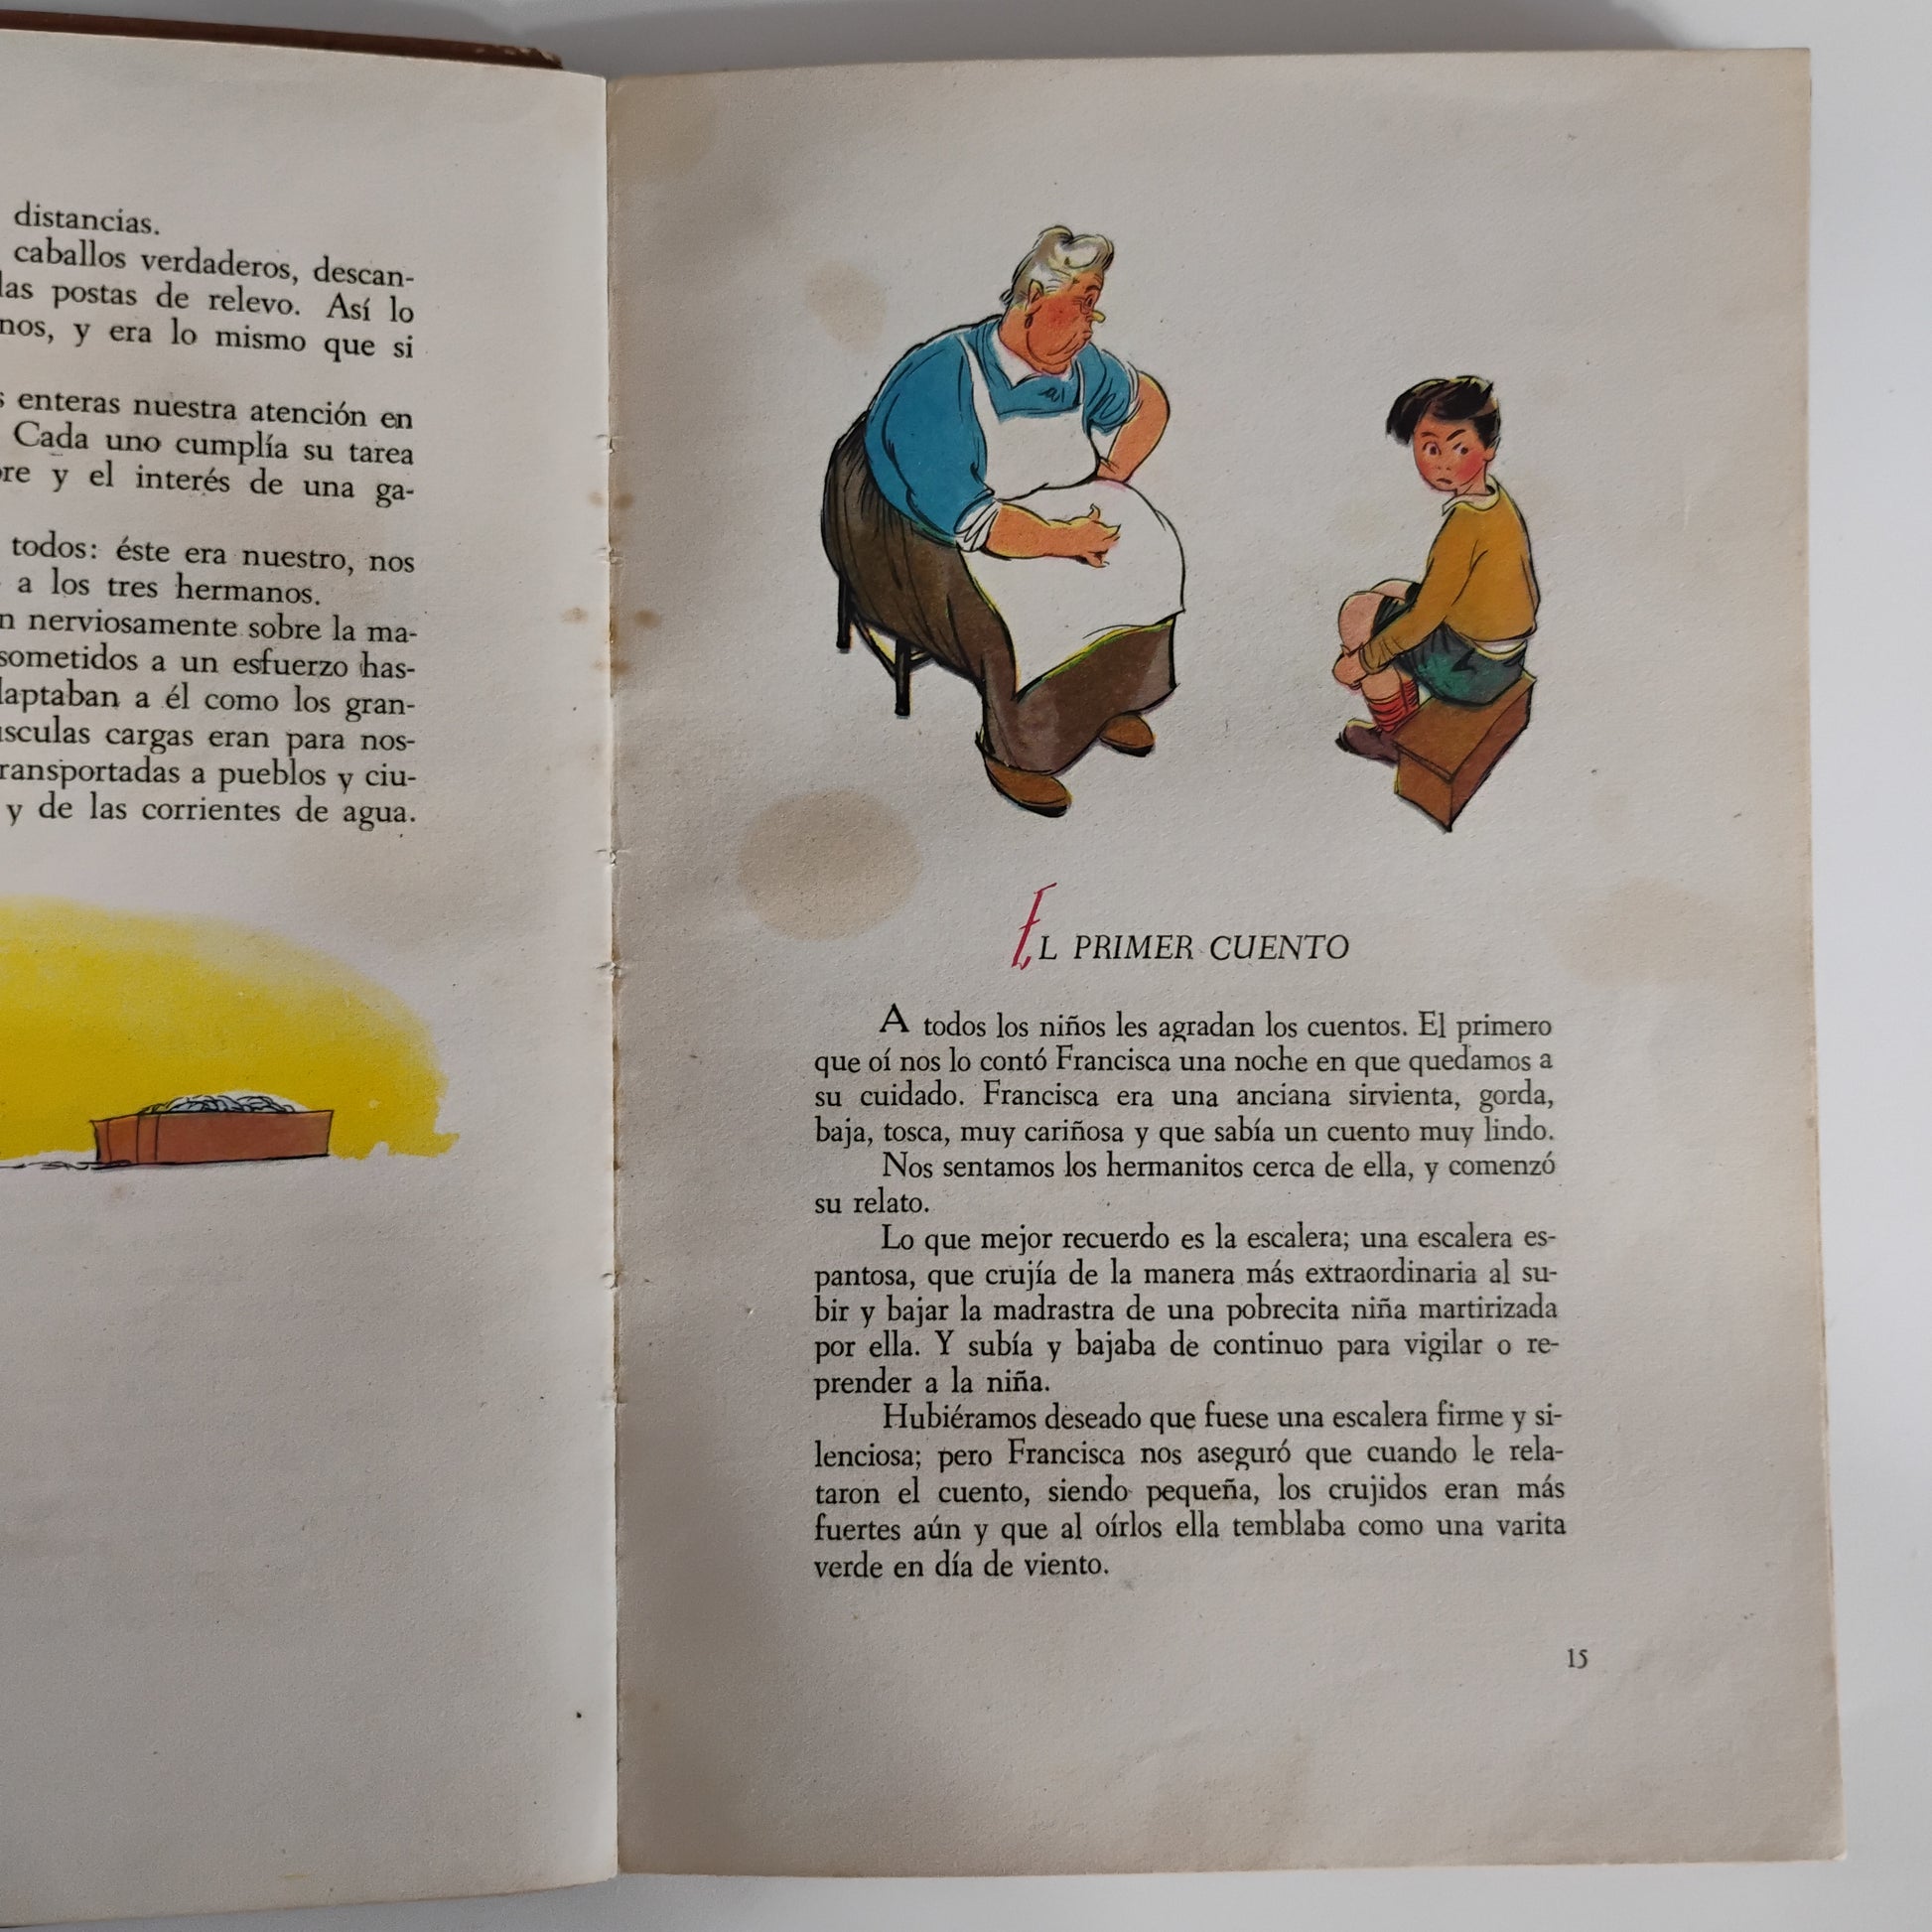 distancias.
caballos verdaderos, descan-
las postas de relevo. Así lo
nos, y era lo mismo que si
enteras nuestra atención en
Cada uno cumplía su tarea
y el interés de una ga-
todos: éste era nuestro, nos
a los tres hermanos.
nerviosamente sobre la ma-
sometidos a un esfuerzo has-
daptaban a él como los gran-
úsculas cargas eran para nos-
transportadas a pueblos y ciu-
y de las corrientes de agua.
EL PRIMER CUENTO
A todos los niños les agradan los cuentos. El primero
que oí nos lo contó Francisca una noche en que quedamos a
su cuidado. Francisca era una anciana sirvienta, gorda,
baja, tosca, muy cariñosa y que sabía un cuento muy lindo.
Nos sentamos los hermanitos cerca de ella, y comenzó
su relato.
Lo que mejor recuerdo es la escalera; una escalera es-
pantosa, que crujía de la manera más extraordinaria al su-
bir y bajar la madrastra de una pobrecita niña martirizada
por ella. Y subía y bajaba de continuo para vigilar o re-
prender a la niña.
Hubiéramos deseado que fuese una escalera firme y si-
lenciosa; pero Francisca nos aseguró que cuando le rela-
taron el cuento, siendo pequeña, los crujidos eran más
fuertes aún y que al oírlos ella temblaba como una varita
verde en día de viento.
15